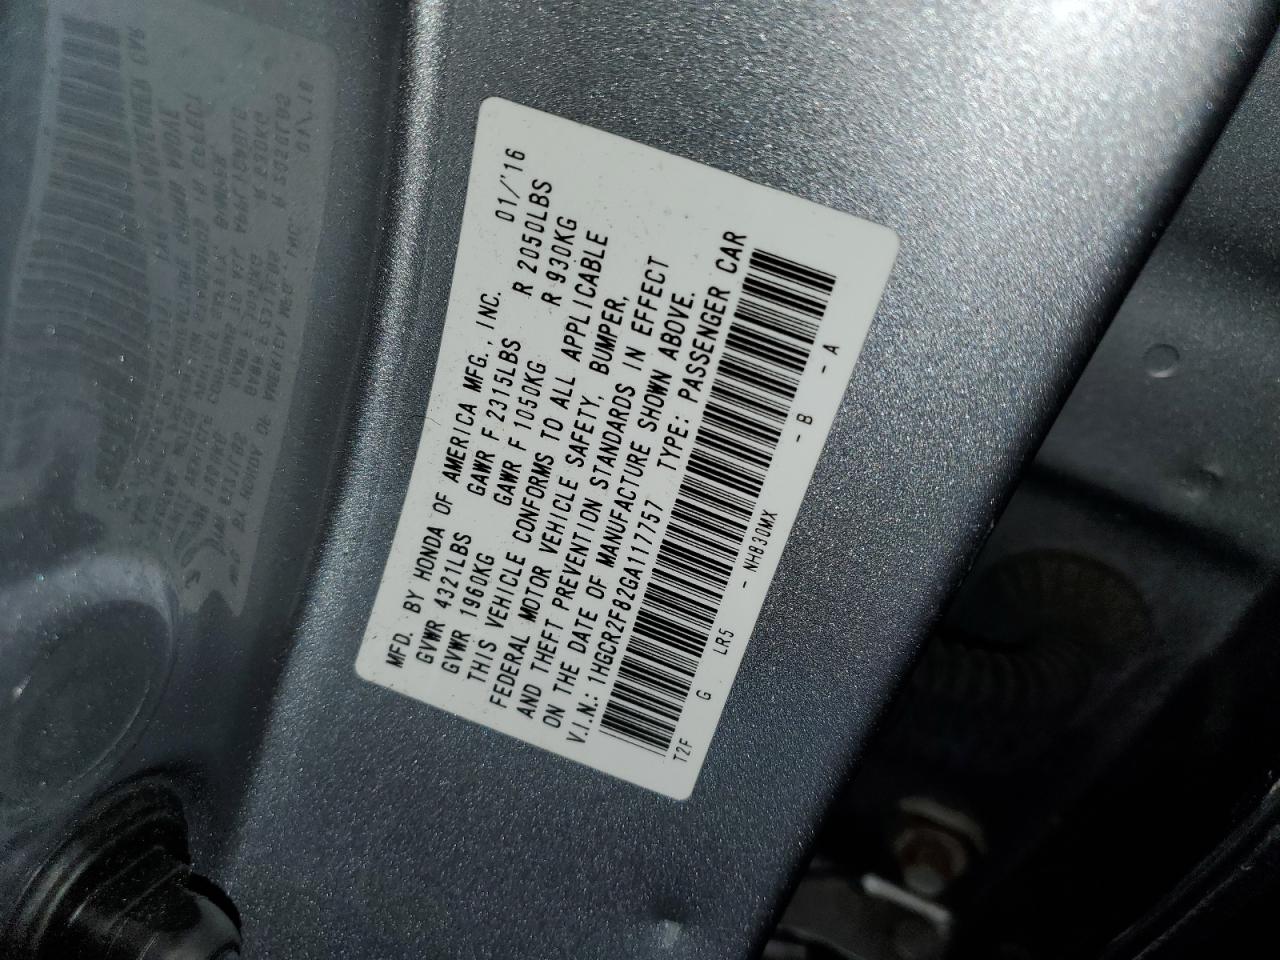 MFD. BY HONDA OF AMERICA MFG., INC. 01/'16
GVWR 4321LBS GAWR F 2315LBS R 2050LBS
GVWR 1960KG GAWR F 1050KG R 930KG
THIS VEHICLE CONFORMS TO ALL APPLICABLE
FEDERAL MOTOR VEHICLE SAFETY, BUMPER,
AND THEFT PREVENTION STANDARDS IN EFFECT
ON THE DATE OF MANUFACTURE SHOWN ABOVE.
V.I.N.: 1HGCR2F82GA117757 TYPE: PASSENGER CAR
T2F G LR5 - NH830MX - B - A